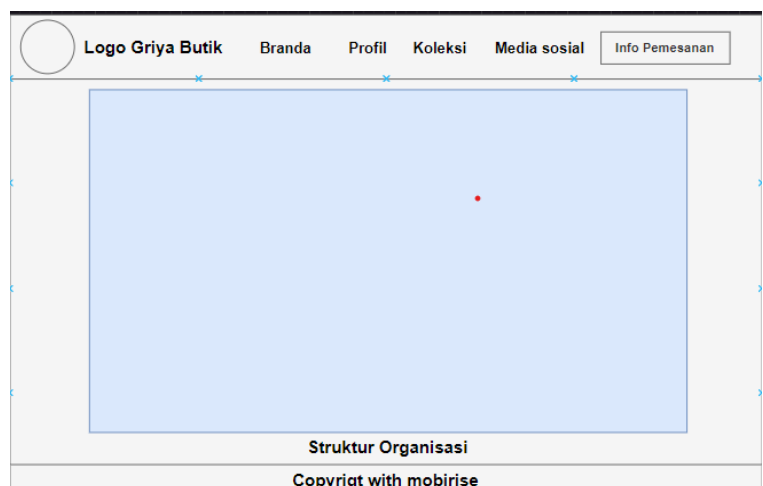 Logo Griya Butik Branda Profil Koleksi Media sosial Info Pemesanan
Struktur Organisasi
Copyrigt with mobirise